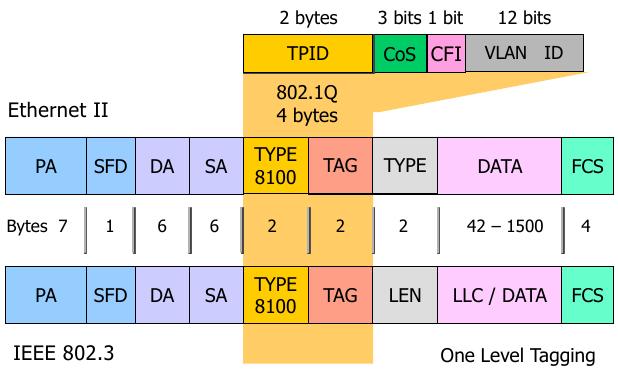 2 bytes 3 bits 1 bit 12 bits
TPID CoS CFI VLAN ID
802.1Q
4 bytes
Ethernet II
PA SFD DA SA TYPE 8100 TAG TYPE DATA FCS
Bytes 7 1 6 6 2 2 2 42 – 1500 4
PA SFD DA SA TYPE 8100 TAG LEN LLC / DATA FCS
IEEE 802.3 One Level Tagging